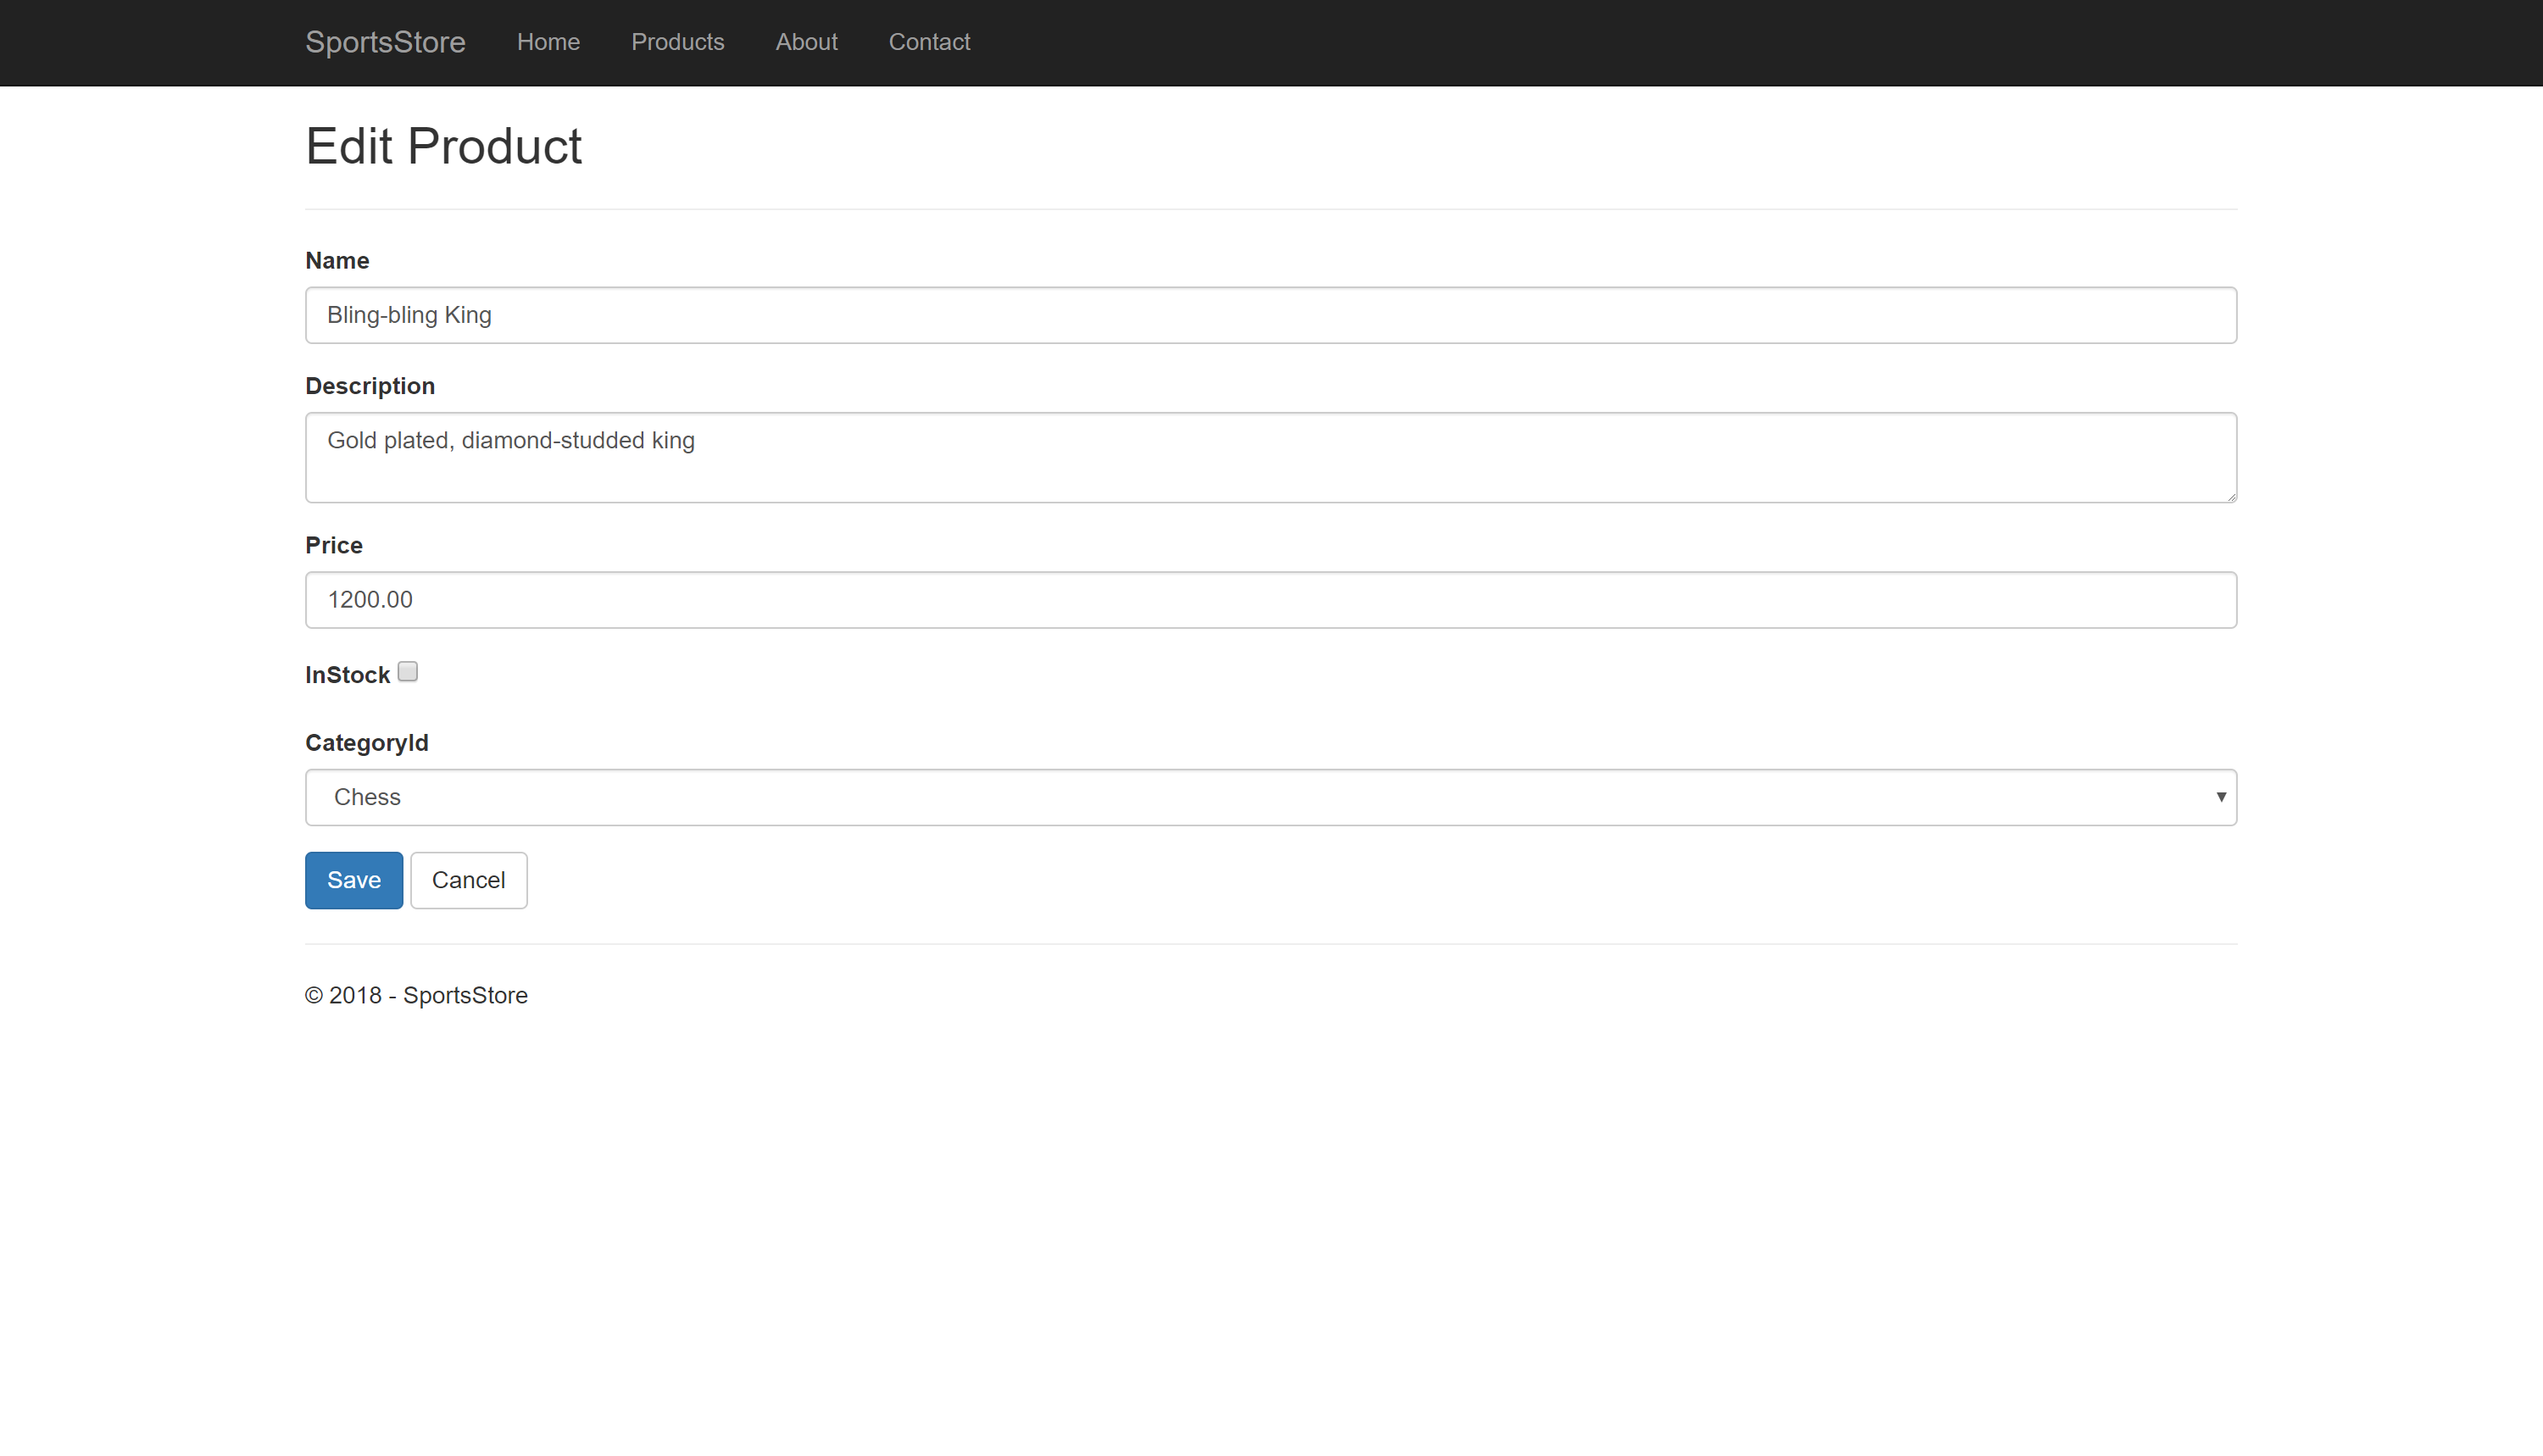 SportsStore Home Products About Contact
Edit Product
Name
Bling-bling King
Description
Gold plated, diamond-studded king
Price
1200.00
InStock
CategoryId
Chess
Save Cancel
© 2018 - SportsStore